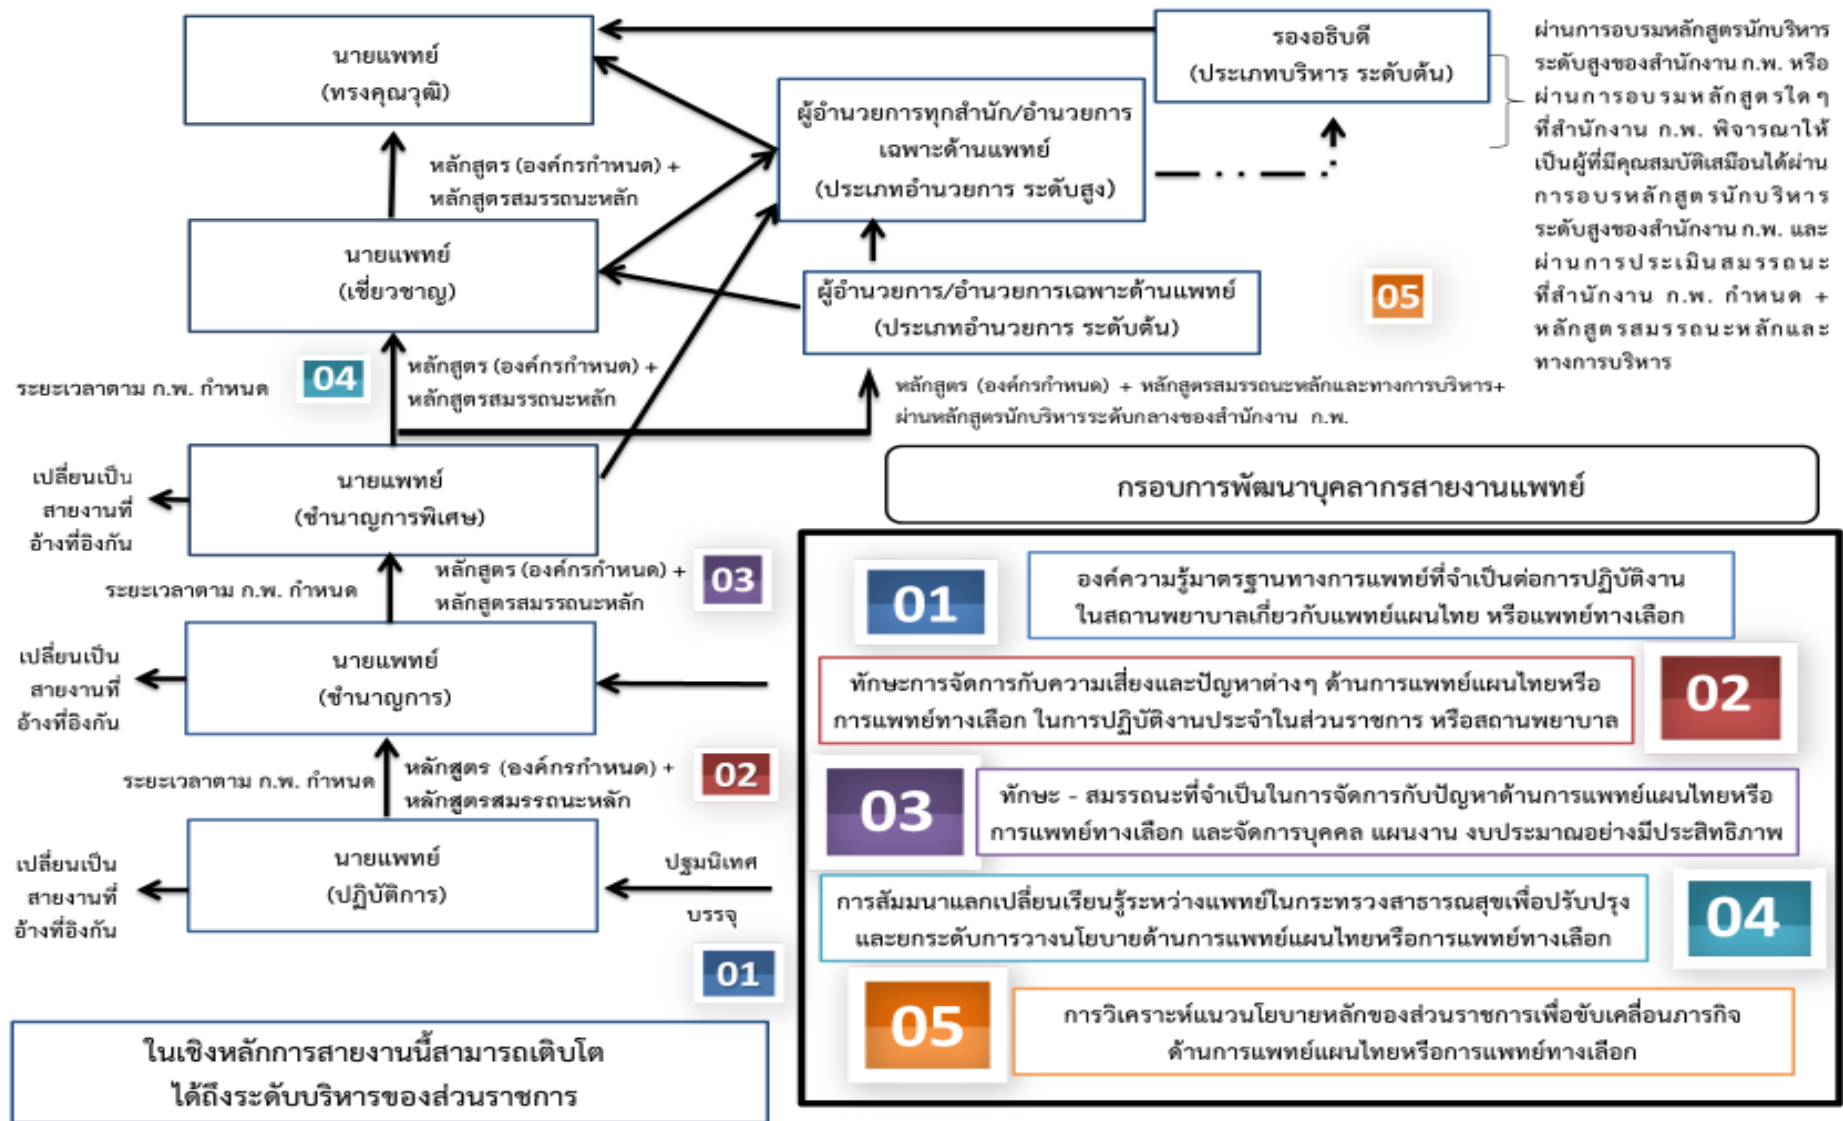 นายแพทย์
(ทรงคุณวุฒิ)
รองอธิบดี
(ประเภทบริหาร ระดับต้น)
ผ่านการอบรมหลักสูตรนักบริหาร
ระดับสูงของสำนักงาน ก.พ. หรือ
ผ่านการอบรมหลักสูตรใดๆ
ที่สำนักงาน ก.พ. พิจารณาให้
เป็นผู้ที่มีคุณสมบัติเสมือนได้ผ่าน
การอบรหลักสูตรนักบริหาร
ระดับสูงของสำนักงาน ก.พ. และ
ผ่านการประเมินสมรรถนะ
ที่สำนักงาน ก.พ. กำหนด +
หลักสูตรสมรรถนะหลักและ
ทางการบริหาร
ผู้อำนวยการทุกสำนัก/อำนวยการ
เฉพาะด้านแพทย์
(ประเภทอำนวยการ ระดับสูง)
หลักสูตร (องค์กรกำหนด) +
หลักสูตรสมรรถนะหลัก
นายแพทย์
(เชี่ยวชาญ)
ผู้อำนวยการ/อำนวยการเฉพาะด้านแพทย์
(ประเภทอำนวยการ ระดับต้น)
05
ระยะเวลาตาม ก.พ. กำหนด
04
หลักสูตร (องค์กรกำหนด) +
หลักสูตรสมรรถนะหลัก
หลักสูตร (องค์กรกำหนด) + หลักสูตรสมรรถนะหลักและทางการบริหาร+
ผ่านหลักสูตรนักบริหารระดับกลางของสำนักงาน ก.พ.
เปลี่ยนเป็น
สายงานที่
อ้างที่อิงกัน
นายแพทย์
(ชำนาญการพิเศษ)
กรอบการพัฒนาบุคลากรสายงานแพทย์
ระยะเวลาตาม ก.พ. กำหนด
หลักสูตร (องค์กรกำหนด) +
หลักสูตรสมรรถนะหลัก
03
เปลี่ยนเป็น
สายงานที่
อ้างที่อิงกัน
นายแพทย์
(ชำนาญการ)
ระยะเวลาตาม ก.พ. กำหนด
หลักสูตร (องค์กรกำหนด) +
หลักสูตรสมรรถนะหลัก
02
เปลี่ยนเป็น
สายงานที่
อ้างที่อิงกัน
นายแพทย์
(ปฏิบัติการ)
ปฐมนิเทศ
บรรจุ
01
ในเชิงหลักการสายงานนี้สามารถเติบโต
ได้ถึงระดับบริหารของส่วนราชการ
01
องค์ความรู้มาตรฐานทางการแพทย์ที่จำเป็นต่อการปฏิบัติงาน
ในสถานพยาบาลเกี่ยวกับแพทย์แผนไทย หรือแพทย์ทางเลือก
ทักษะการจัดการกับความเสี่ยงและปัญหาต่างๆ ด้านการแพทย์แผนไทยหรือ
การแพทย์ทางเลือก ในการปฏิบัติงานประจำในส่วนราชการ หรือสถานพยาบาล
02
03
ทักษะ - สมรรถนะที่จำเป็นในการจัดการกับปัญหาด้านการแพทย์แผนไทยหรือ
การแพทย์ทางเลือก และจัดการบุคคล แผนงาน งบประมาณอย่างมีประสิทธิภาพ
การสัมมนาแลกเปลี่ยนเรียนรู้ระหว่างแพทย์ในกระทรวงสาธารณสุขเพื่อปรับปรุง
และยกระดับการวางนโยบายด้านการแพทย์แผนไทยหรือการแพทย์ทางเลือก
04
05
การวิเคราะห์แนวนโยบายหลักของส่วนราชการเพื่อขับเคลื่อนภารกิจ
ด้านการแพทย์แผนไทยหรือการแพทย์ทางเลือก